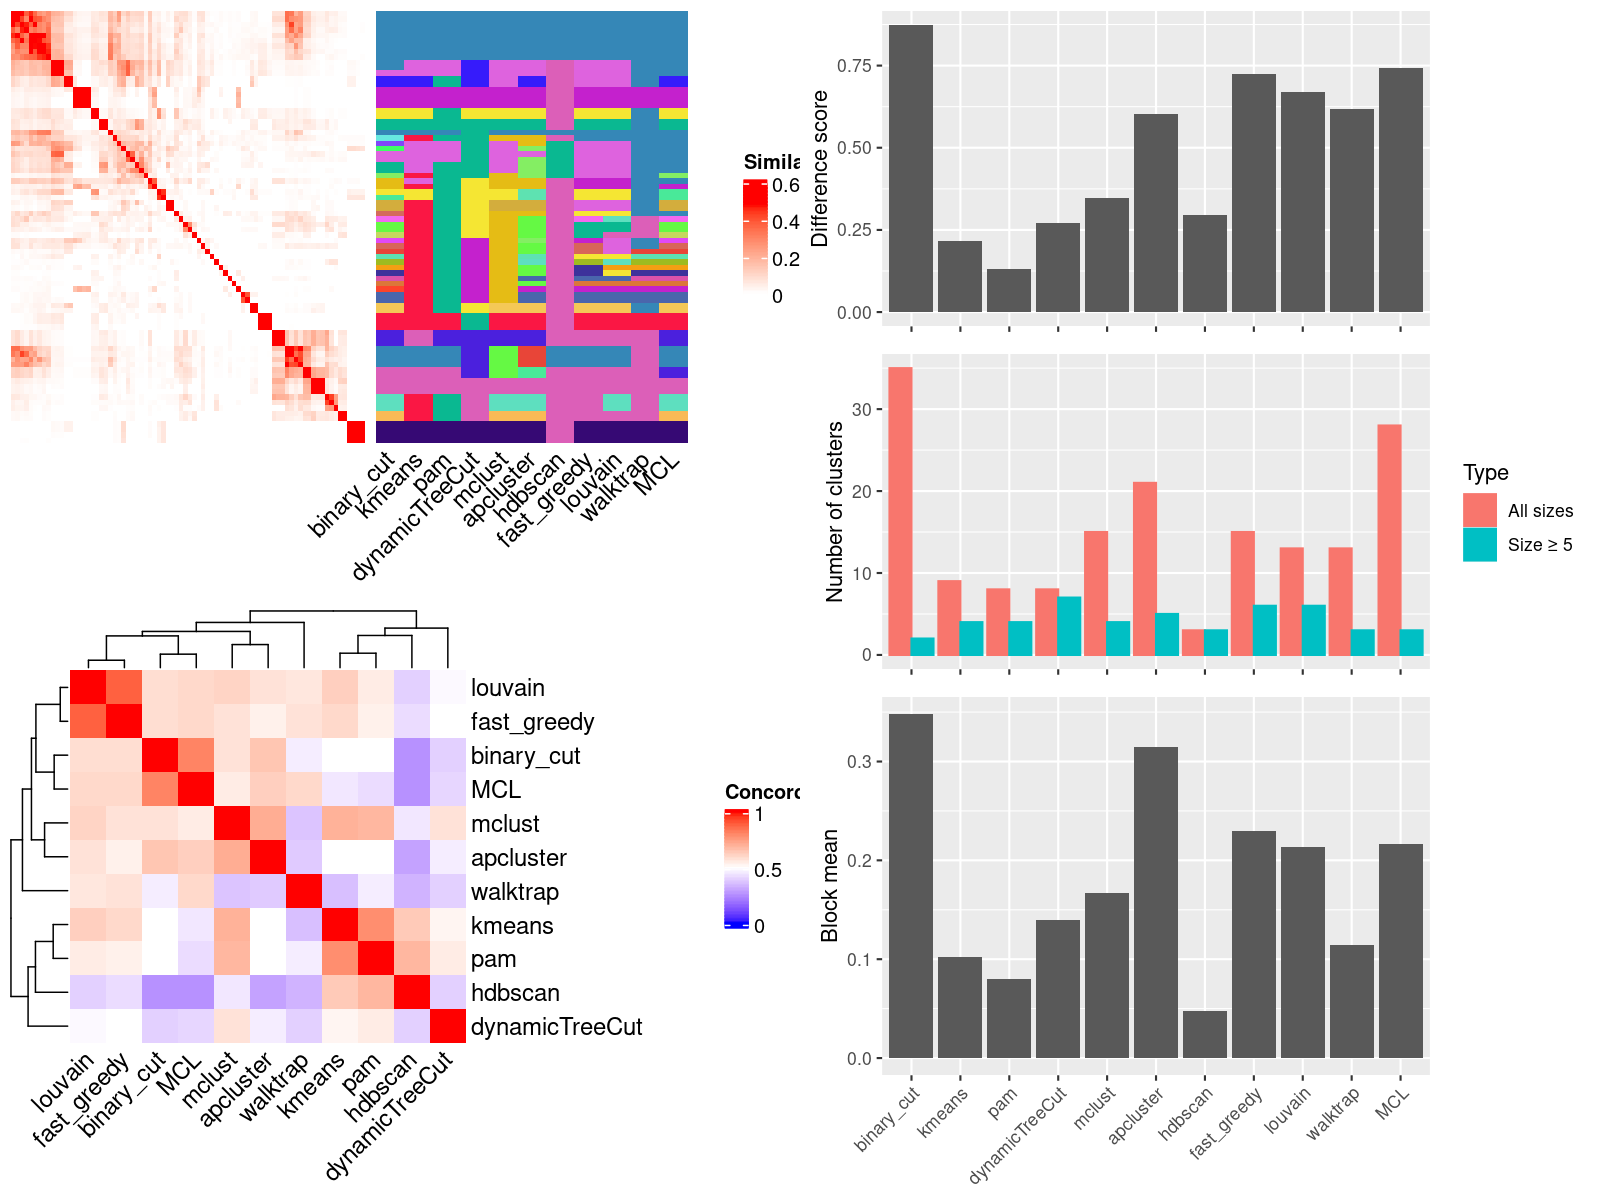 Simila
0.6
0.4
0.2
0
binary_cut
kmeans
pam
dynamicTreeCut
mclust
apcluster
hdbscan
fast_greedy
louvain
walktrap
MCL
louvain
fast_greedy
binary_cut
MCL
mclust
apcluster
walktrap
kmeans
pam
hdbscan
dynamicTreeCut
louvain
fast_greedy
binary_cut
MCL
mclust
apcluster
walktrap
kmeans
pam
hdbscan
dynamicTreeCut
Concord
1
0.5
0
Difference score
0.75
0.50
0.25
0.00
Number of clusters
30
20
10
0
Type
All sizes
Size ≥ 5
Block mean
0.3
0.2
0.1
0.0
binary_cut
kmeans
pam
dynamicTreeCut
mclust
apcluster
hdbscan
fast_greedy
louvain
walktrap
MCL